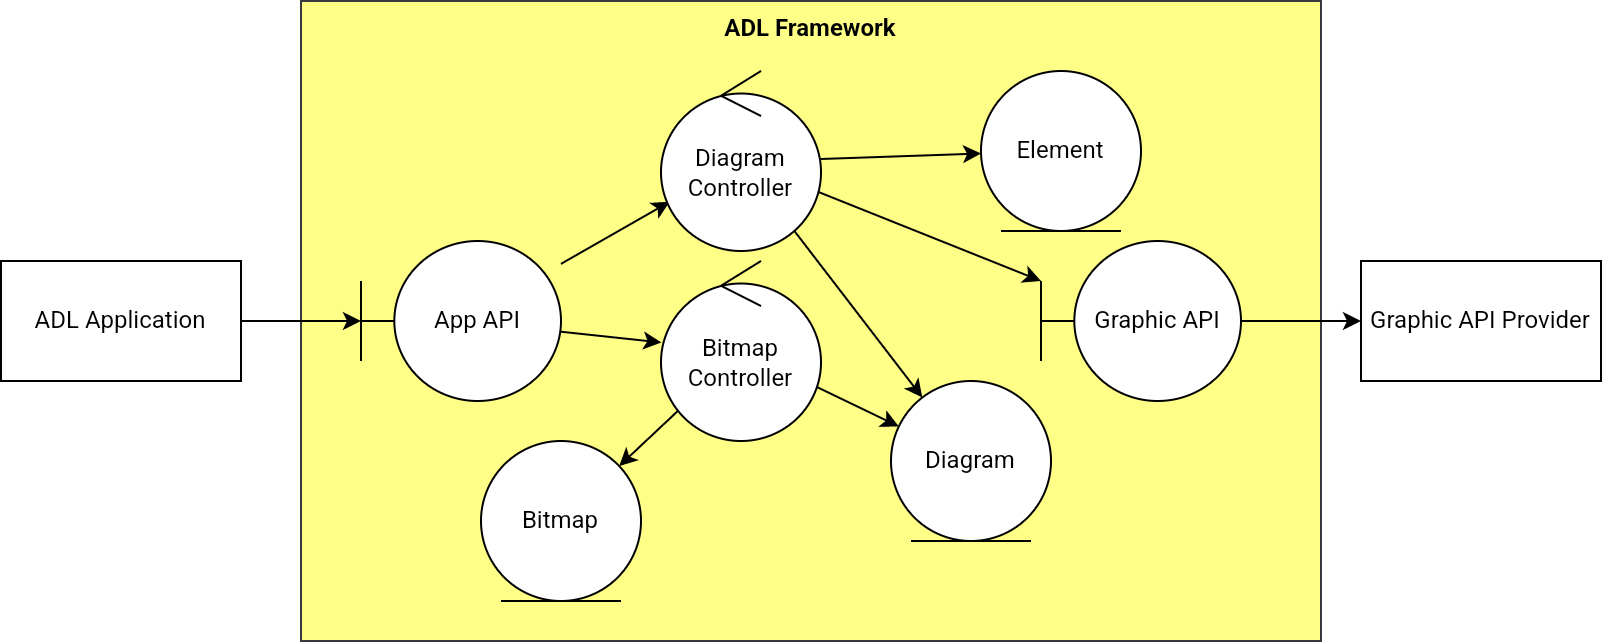 ADL Framework
Diagram
Controller
Element
ADL Application
App API
Graphic API
Graphic API Provider
Bitmap
Controller
Diagram
Bitmap